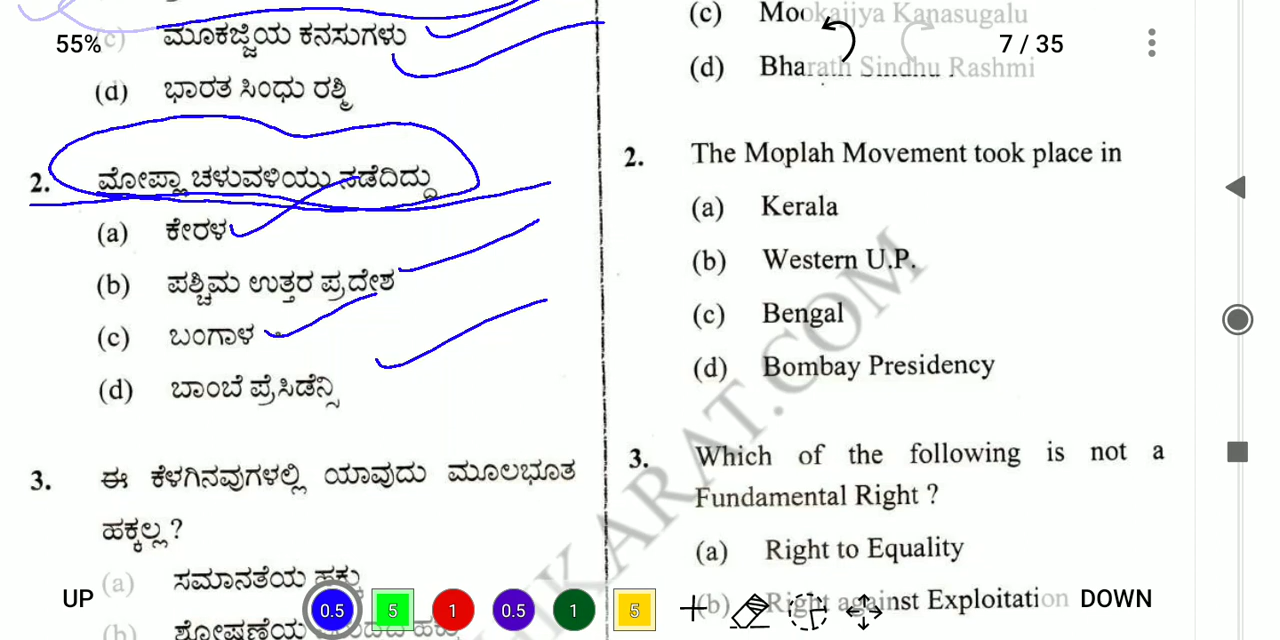 55%
(c) ಮೂಕಜ್ಜಿಯ ಕನಸುಗಳು
(d) ಭಾರತ ಸಿಂಧು ರಶ್ಮಿ
2. ಮೋಪ್ಲಾ ಚಳುವಳಿಯು ನಡೆದಿದ್ದು
(a) ಕೇರಳ
(b) ಪಶ್ಚಿಮ ಉತ್ತರ ಪ್ರದೇಶ
(c) ಬಂಗಾಳ
(d) ಬಾಂಬೆ ಪ್ರೆಸಿಡೆನ್ಸಿ
3. ಈ ಕೆಳಗಿನವುಗಳಲ್ಲಿ ಯಾವುದು ಮೂಲಭೂತ
ಹಕ್ಕಲ್ಲ ?
(a) ಸಮಾನತೆಯ ಹಕ್ಕು
(b) ಶೋಷಣೆಯ ಹಕ್ಕು
(c) Mookajjya Kanasugalu
7 / 35
(d) Bharath Sindhu Rashmi
2. The Moplah Movement took place in
(a) Kerala
(b) Western U.P.
(c) Bengal
(d) Bombay Presidency
3. Which of the following is not a
Fundamental Right ?
(a) Right to Equality
(b) Right against Exploitation
UP
0.5 5 1 0.5 1 5
DOWN